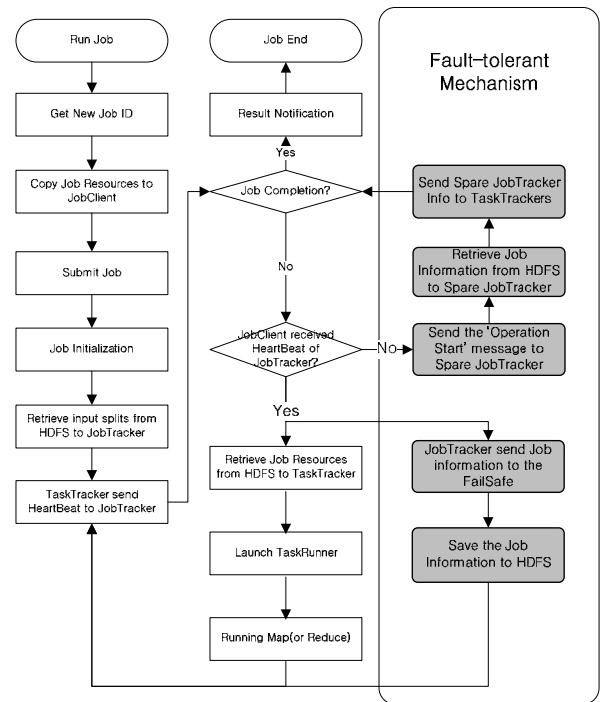 Run Job
Get New Job ID
Copy Job Resources to
JobClient
Submit Job
Job Initialization
Retrieve input splits from
HDFS to JobTracker
TaskTracker send
HeartBeat to JobTracker
Job End
Result Notification
Yes
Job Completion?
No
JobClient received
HeartBeat of
JobTracker?
No
Yes
Retrieve Job Resources
from HDFS to TaskTracker
Launch TaskRunner
Running Map(or Reduce)
Fault-tolerant
Mechanism
Send Spare JobTracker
Info to TaskTrackers
Retrieve Job
Information from HDFS
to Spare JobTracker
Send the 'Operation
Start' message to
Spare JobTracker
JobTracker send Job
information to the
FailSafe
Save the Job
Information to HDFS